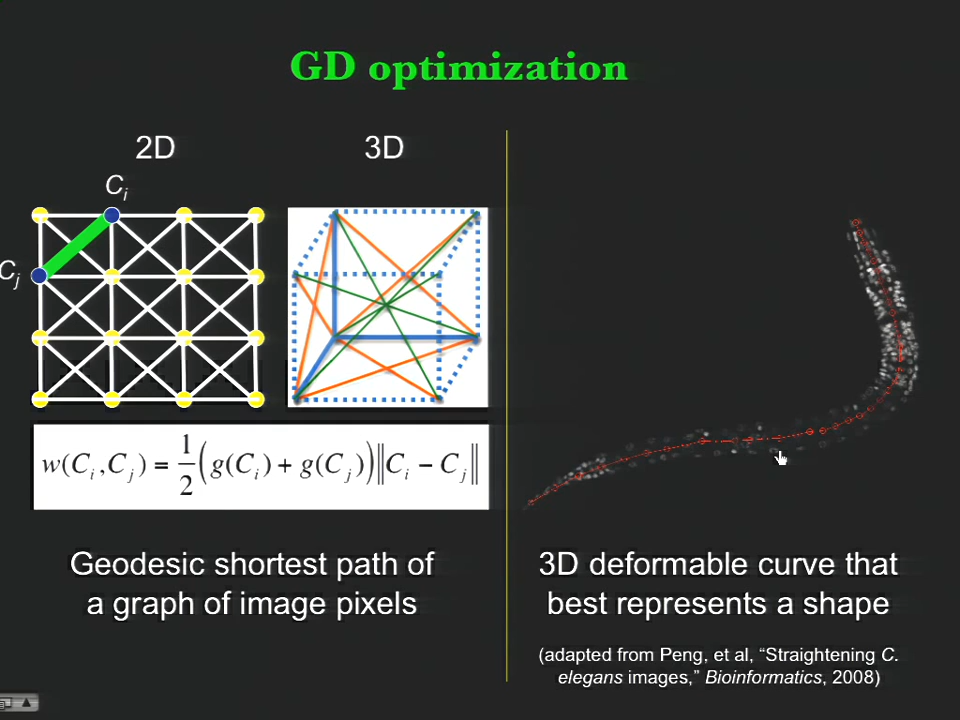 GD optimization
2D
3D
Ci
Cj
w(Ci,Cj) = 1/2 (g(Ci) + g(Cj)) ||Ci − Cj||
Geodesic shortest path of
a graph of image pixels
3D deformable curve that
best represents a shape
(adapted from Peng, et al, “Straightening C.
elegans images,” Bioinformatics, 2008)